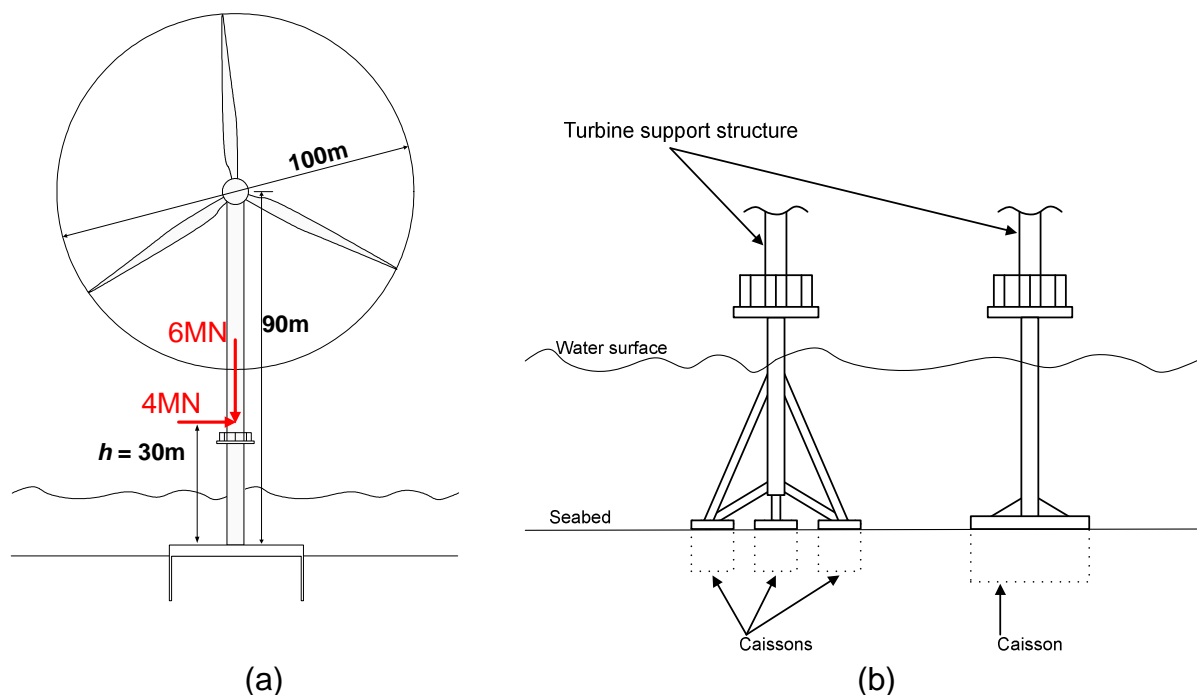 100m
90m
6MN
4MN
h = 30m
(a)
Turbine support structure
Water surface
Seabed
Caissons
Caisson
(b)